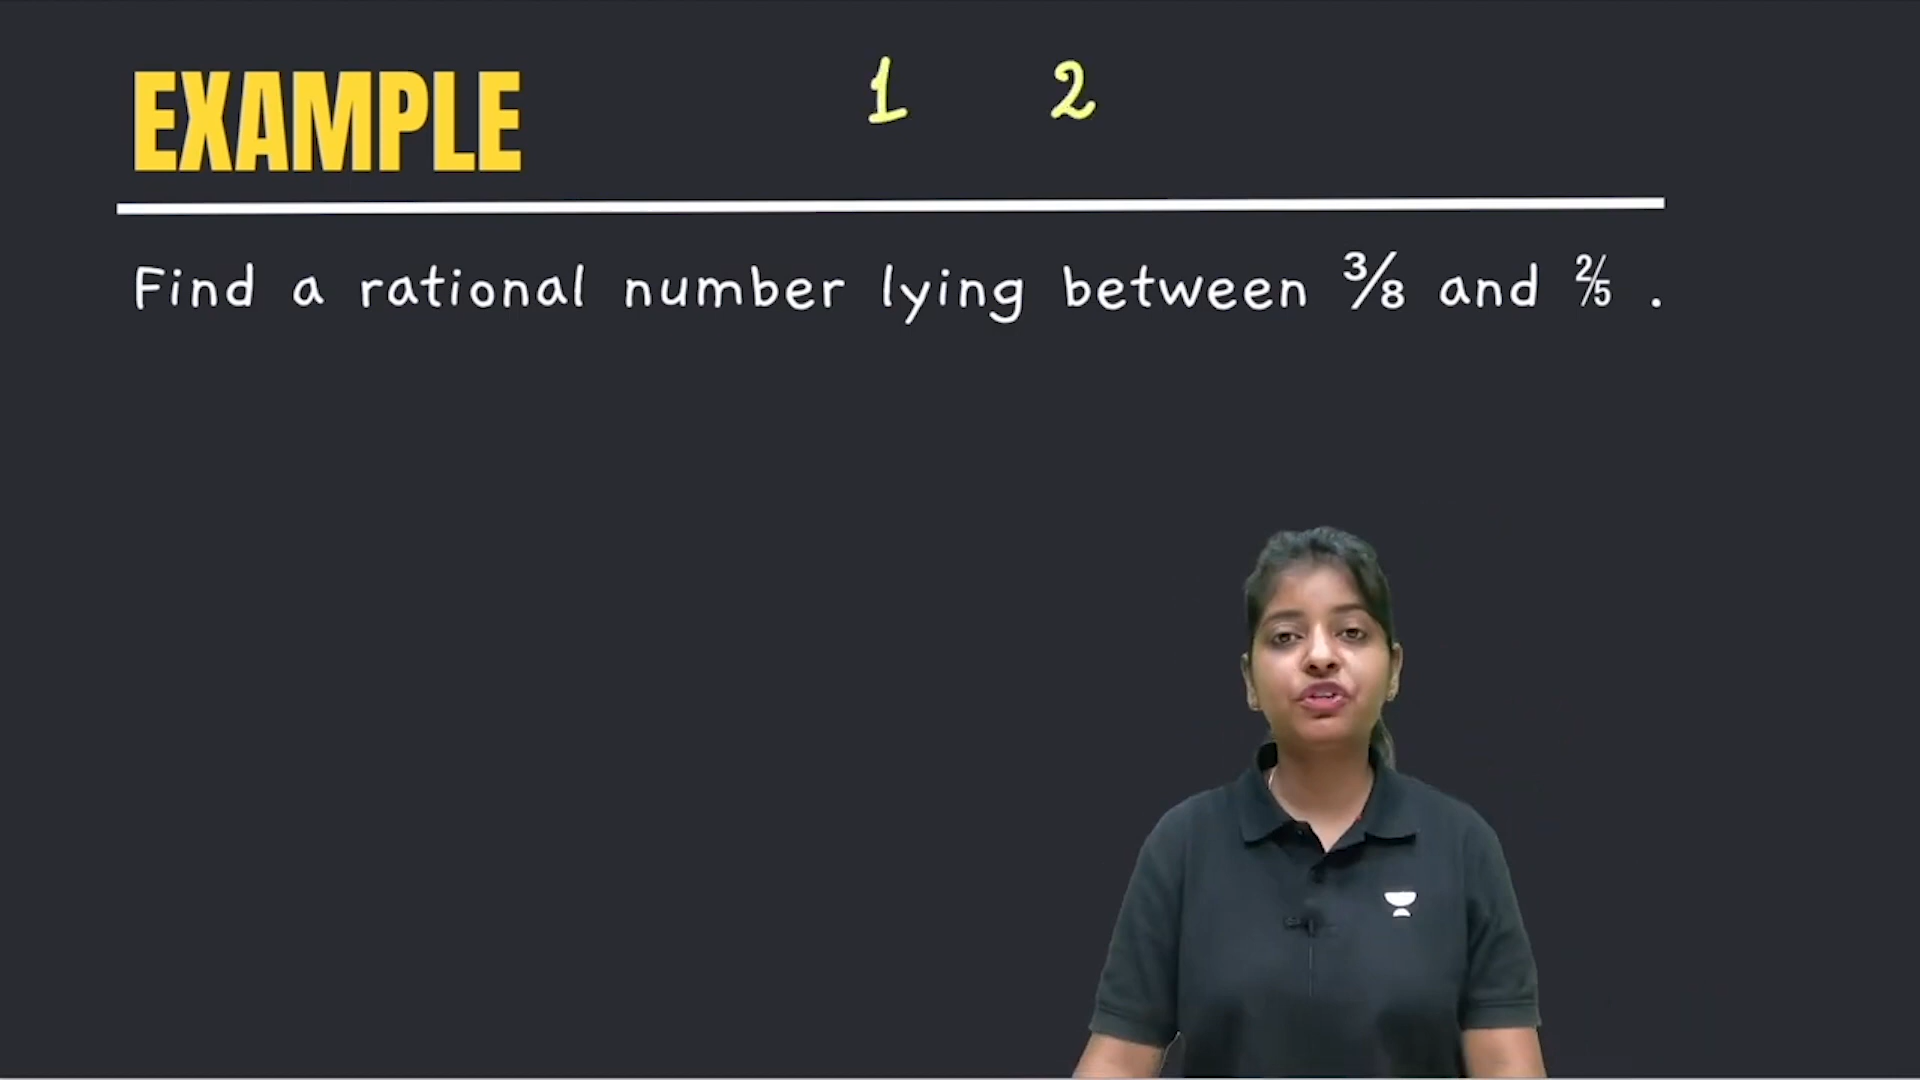 EXAMPLE 1 2
Find a rational number lying between ⅜ and ⅖ .